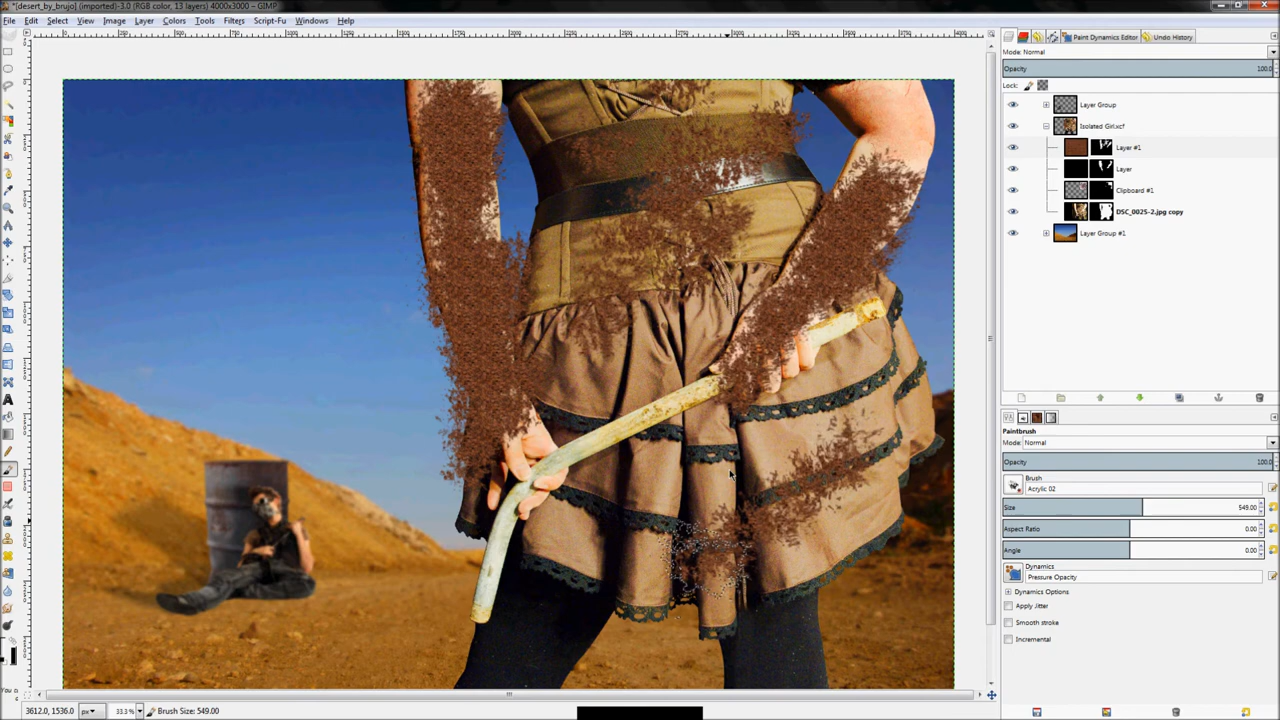 *[desert_by_brujo] (imported)-3.0 (RGB color, 13 layers) 4000x3000 – GIMP
File Edit Select View Image Layer Colors Tools Filters Script-Fu Windows Help
Paint Dynamics Editor Undo History
Mode: Normal
Opacity 100.0
Lock:
Layer Group
Isolated Girl.xcf
Layer #1
Layer
Clipboard #1
DSC_0025-2.jpg copy
Layer Group #1
Paintbrush
Mode: Normal
Opacity 100.0
Brush
Acrylic 02
Size 549.00
Aspect Ratio 0.00
Angle 0.00
Dynamics
Pressure Opacity
Dynamics Options
Apply Jitter
Smooth stroke
Incremental
3612.0, 1536.0 px 33.3 % Brush Size: 549.00